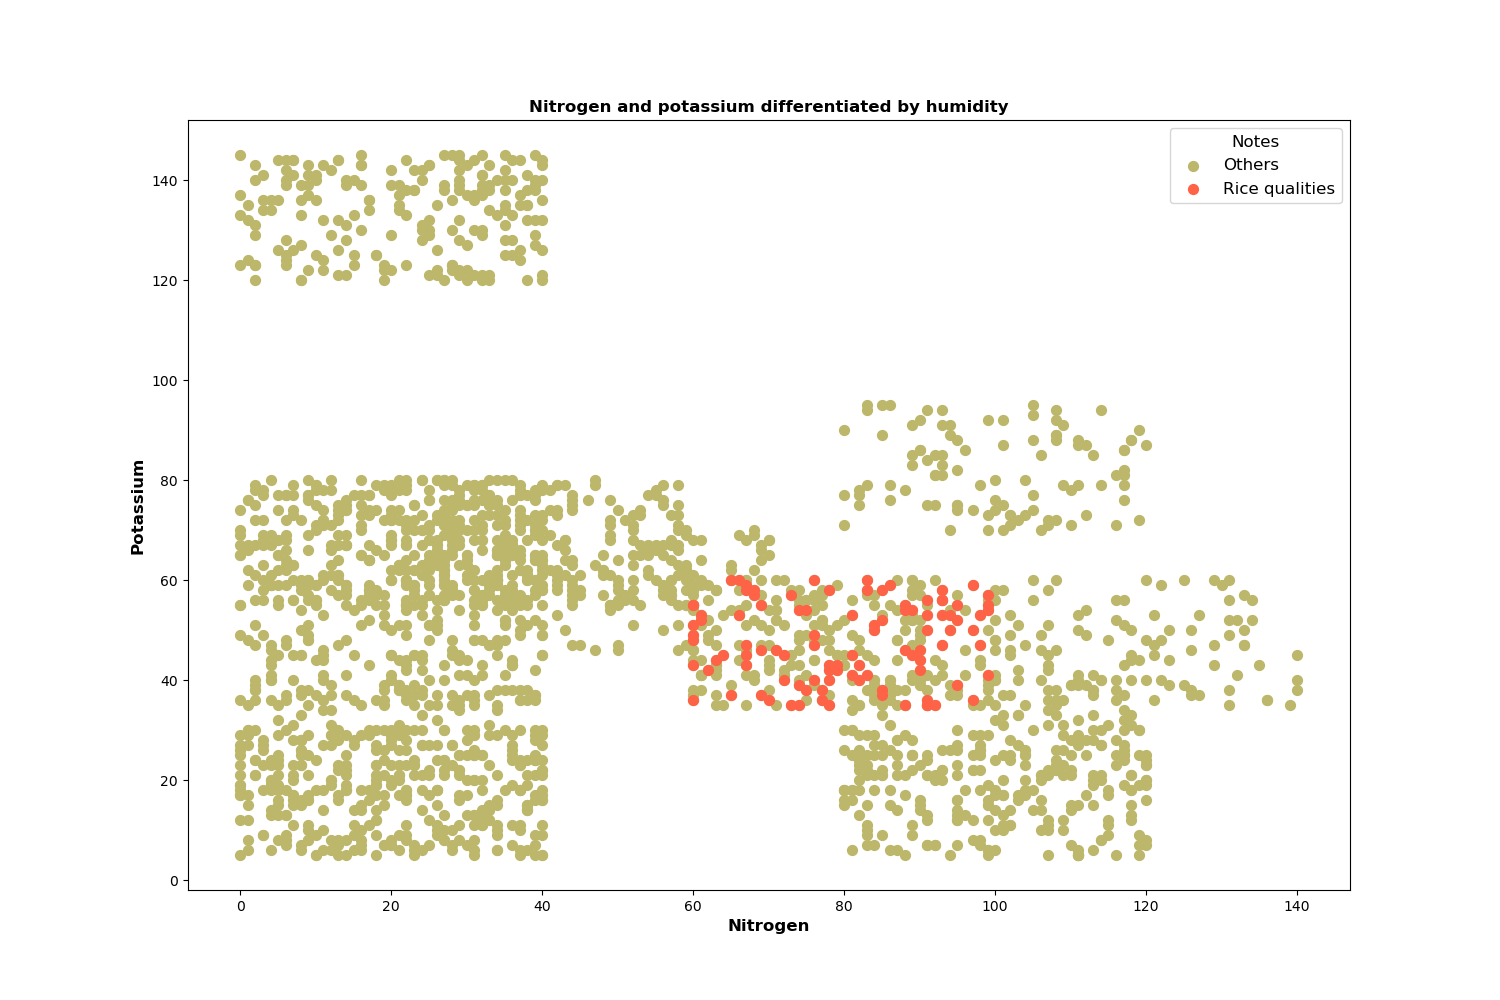 Nitrogen and potassium differentiated by humidity
Notes
Others
Rice qualities
140
120
100
80
60
40
20
0
Potassium
0 20 40 60 80 100 120 140
Nitrogen